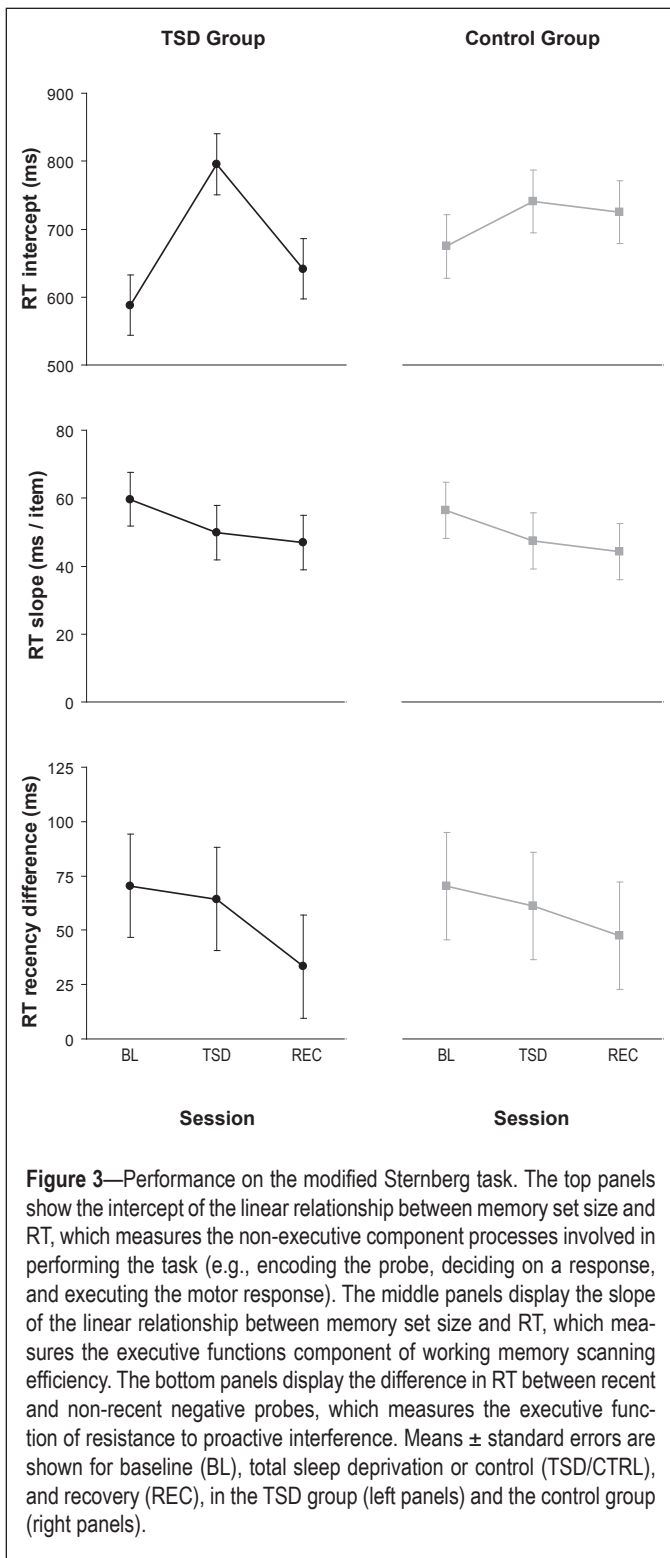 TSD Group
Control Group
RT intercept (ms)
900
800
700
600
500
RT slope (ms / item)
80
60
40
20
0
RT recency difference (ms)
125
100
75
50
25
0
BL
TSD
REC
BL
TSD
REC
Session
Session
Figure 3—Performance on the modified Sternberg task. The top panels
show the intercept of the linear relationship between memory set size and
RT, which measures the non-executive component processes involved in
performing the task (e.g., encoding the probe, deciding on a response,
and executing the motor response). The middle panels display the slope
of the linear relationship between memory set size and RT, which mea-
sures the executive functions component of working memory scanning
efficiency. The bottom panels display the difference in RT between recent
and non-recent negative probes, which measures the executive func-
tion of resistance to proactive interference. Means ± standard errors are
shown for baseline (BL), total sleep deprivation or control (TSD/CTRL),
and recovery (REC), in the TSD group (left panels) and the control group
(right panels).